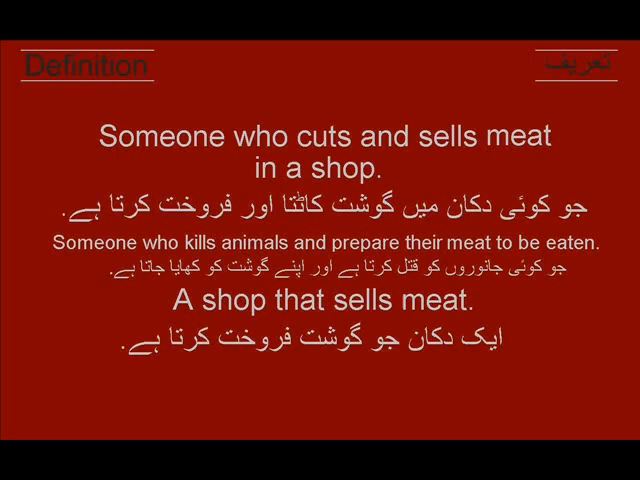 Definition
تعریف
Someone who cuts and sells meat
in a shop.
جو کوئی دکان میں گوشت کاٹتا اور فروخت کرتا ہے.
Someone who kills animals and prepare their meat to be eaten.
جو کوئی جانوروں کو قتل کرتا ہے اور اپنے گوشت کو کھایا جاتا ہے.
A shop that sells meat.
ایک دکان جو گوشت فروخت کرتا ہے.